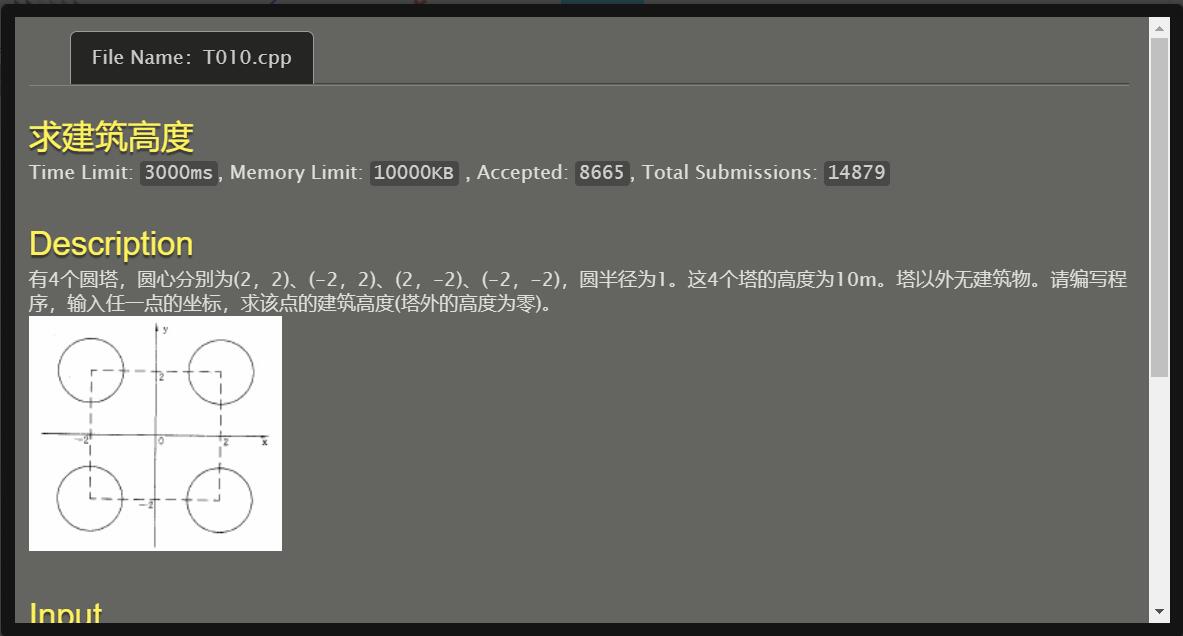 File Name：T010.cpp
求建筑高度
Time Limit: 3000ms, Memory Limit: 10000KB , Accepted: 8665, Total Submissions: 14879
Description
有4个圆塔，圆心分别为(2，2)、(-2，2)、(2，-2)、(-2，-2)，圆半径为1。这4个塔的高度为10m。塔以外无建筑物。请编写程
序，输入任一点的坐标，求该点的建筑高度(塔外的高度为零)。
y
2
-2 0 2 x
-2
Input